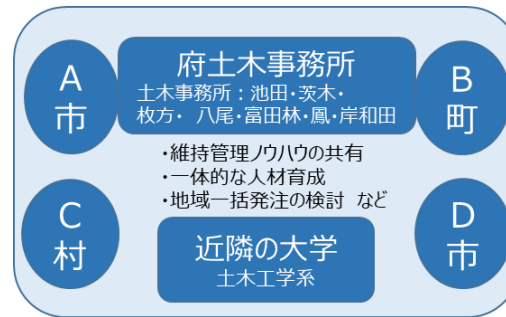 A
市
府土木事務所
土木事務所：池田・茨木・
枚方・ 八尾・富田林・鳳・岸和田
B
町
・維持管理ノウハウの共有
・一体的な人材育成
・地域一括発注の検討 など
C
村
近隣の大学
土木工学系
D
市